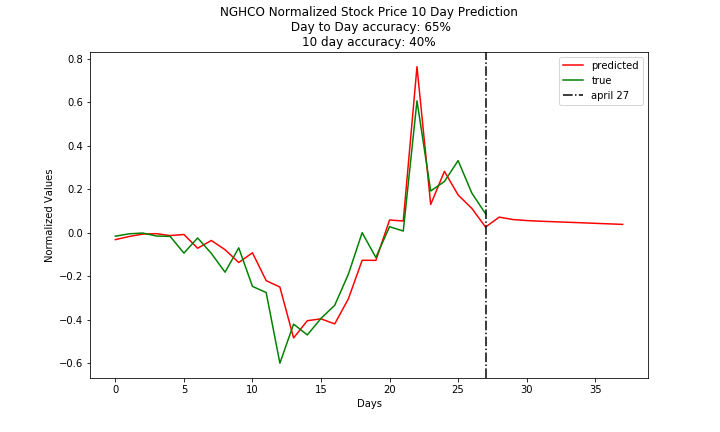 NGHCO Normalized Stock Price 10 Day Prediction
Day to Day accuracy: 65%
10 day accuracy: 40%
predicted
true
april 27
Normalized Values
0.8
0.6
0.4
0.2
0.0
−0.2
−0.4
−0.6
0 5 10 15 20 25 30 35
Days